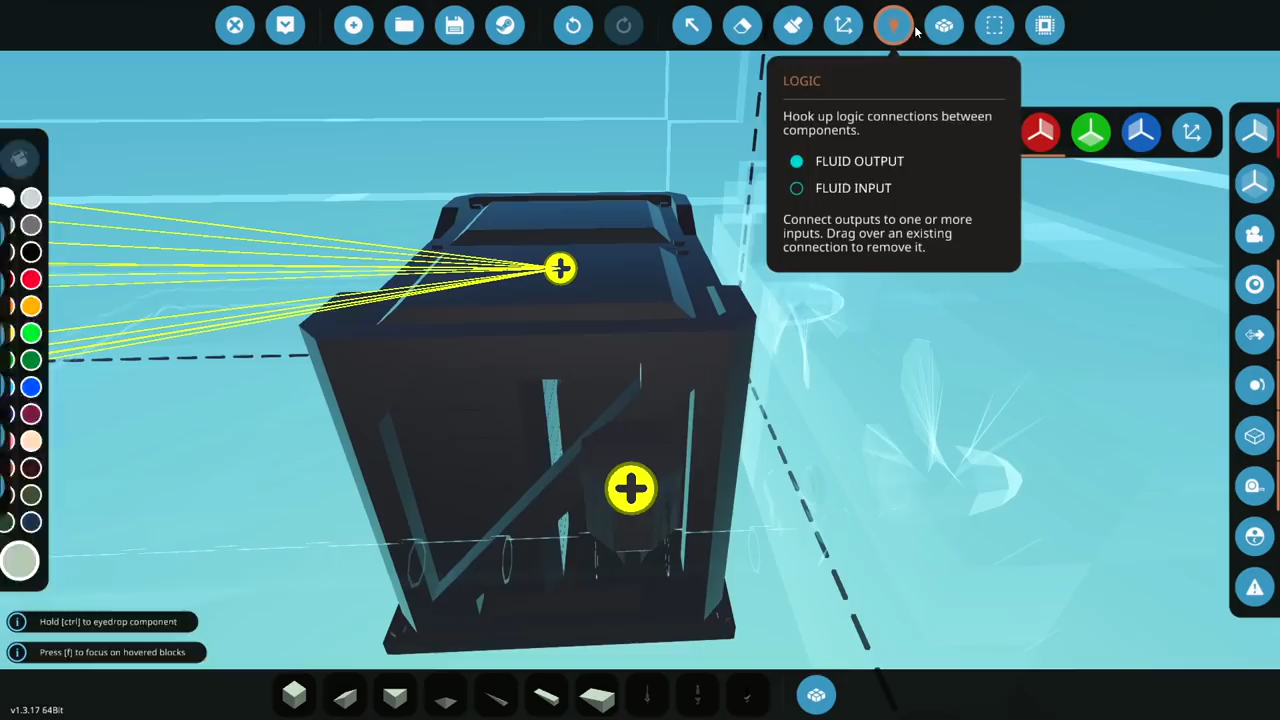 LOGIC
Hook up logic connections between
components.
FLUID OUTPUT
FLUID INPUT
Connect outputs to one or more
inputs. Drag over an existing
connection to remove it.
Hold [ctrl] to eyedrop component
Press [f] to focus on hovered blocks
v1.3.17 64Bit